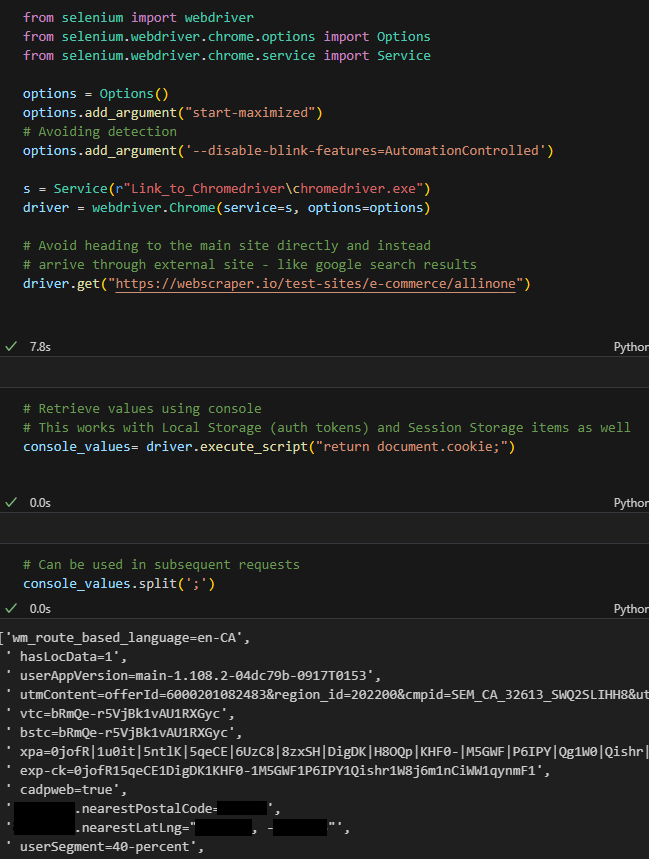 from selenium import webdriver
from selenium.webdriver.chrome.options import Options
from selenium.webdriver.chrome.service import Service
options = Options()
options.add_argument("start-maximized")
# Avoiding detection
options.add_argument('--disable-blink-features=AutomationControlled')
s = Service(r"Link_to_Chromedriver\chromedriver.exe")
driver = webdriver.Chrome(service=s, options=options)
# Avoid heading to the main site directly and instead
# arrive through external site - like google search results
driver.get("https://webscraper.io/test-sites/e-commerce/allinone")
7.8s
Python
# Retrieve values using console
# This works with Local Storage (auth tokens) and Session Storage items as well
console_values= driver.execute_script("return document.cookie;")
0.0s
Python
# Can be used in subsequent requests
console_values.split(';')
0.0s
Python
['wm_route_based_language=en-CA',
' hasLocData=1',
' userAppVersion=main-1.108.2-04dc79b-0917T0153',
' utmContent=offerId=6000201082483&region_id=202200&cmpid=SEM_CA_32613_SWQ2SLIHH8&ut
' vtc=bRmQe-r5VjBk1vAU1RXGyc',
' bstc=bRmQe-r5VjBk1vAU1RXGyc',
' xpa=0jofR|1u0it|5ntlK|5qeCE|6UzC8|8zxSH|DigDK|H8OQp|KHF0-|M5GWF|P6IPY|Qg1W0|Qishr|
' exp-ck=0jofR15qeCE1DigDK1KHF0-1M5GWF1P6IPY1Qishr1W8j6m1nCiWW1qynmF1',
' cadpweb=true',
' .nearestPostalCode= ',
' .nearestLatLng=" , - "',
' userSegment=40-percent',